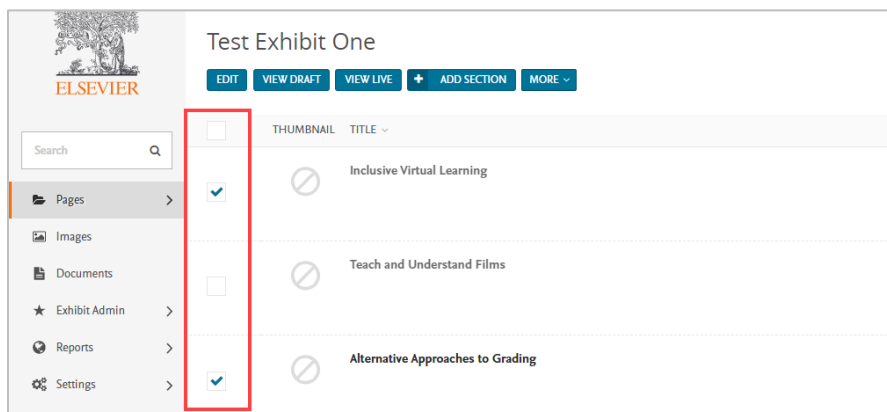 ELSEVIER
Search
Pages
Images
Documents
Exhibit Admin
Reports
Settings
Test Exhibit One
EDIT VIEW DRAFT VIEW LIVE + ADD SECTION MORE
THUMBNAIL TITLE
Inclusive Virtual Learning
Teach and Understand Films
Alternative Approaches to Grading